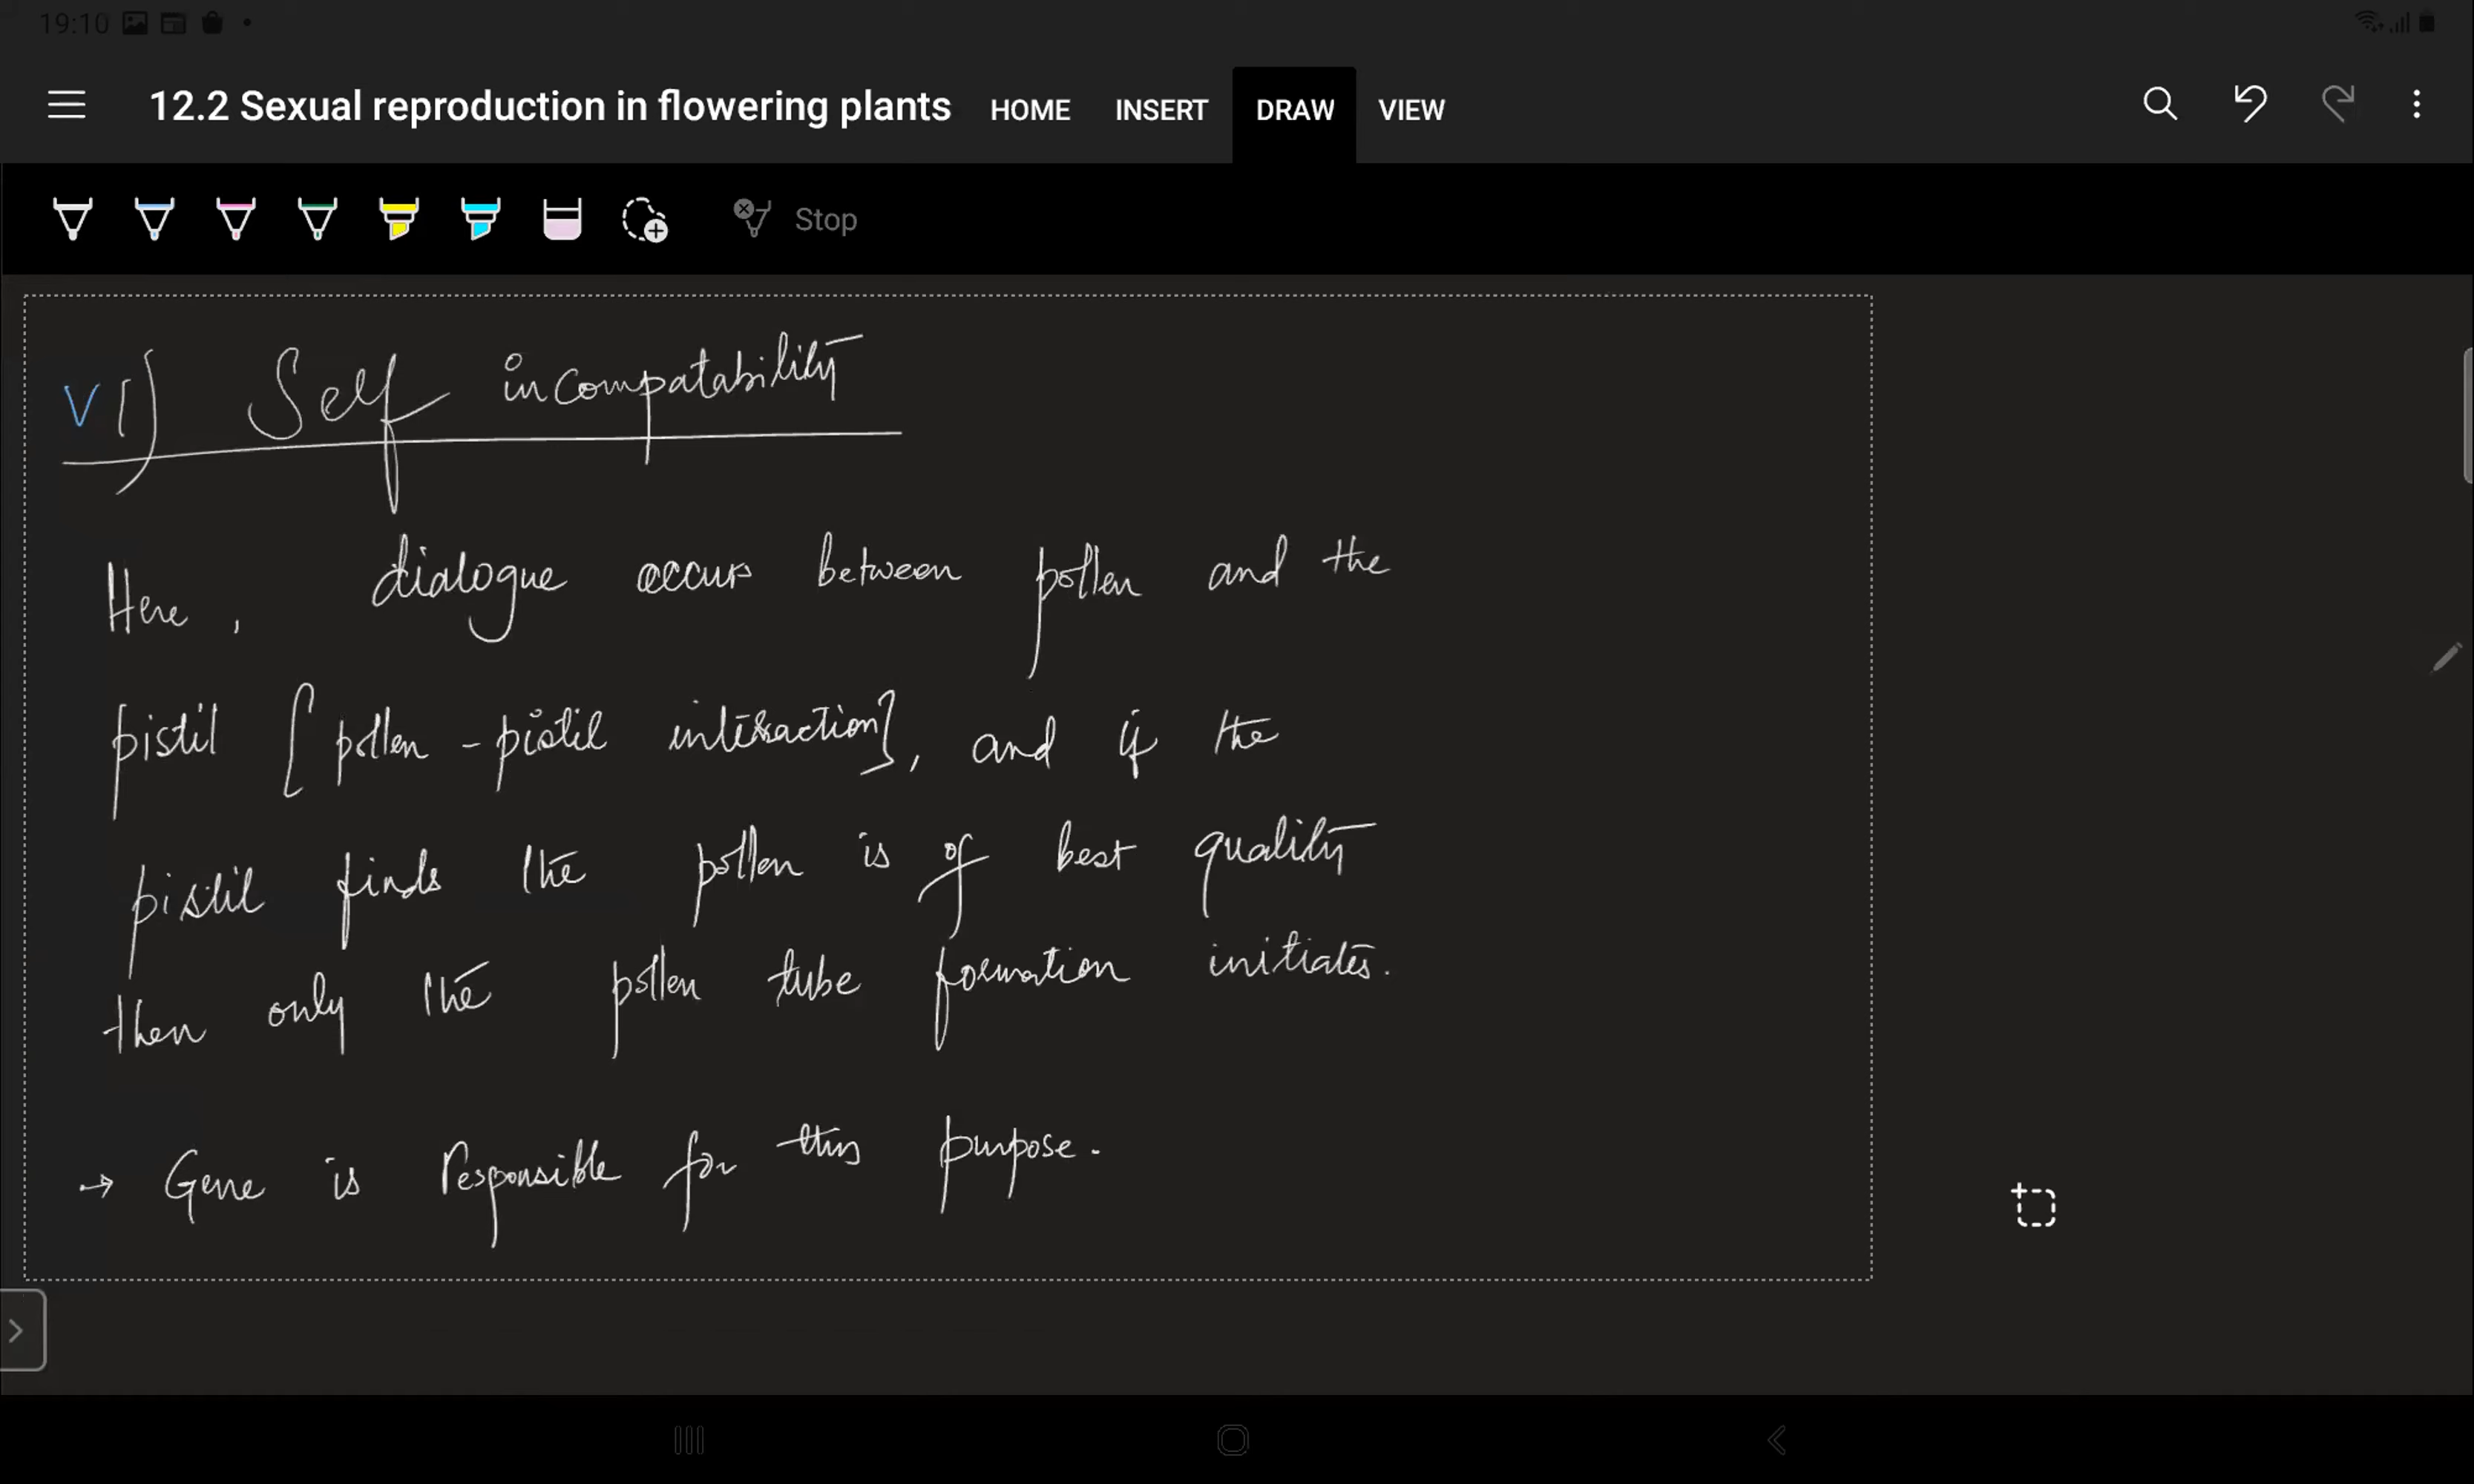 19:10
12.2 Sexual reproduction in flowering plants HOME INSERT DRAW VIEW
Stop
vi) Self incompatability
Here, dialogue occurs between pollen and the
pistil [pollen-pistil interaction], and if the
pistil finds the pollen is of best quality
then only the pollen tube formation initiates.
→ Gene is responsible for this purpose.